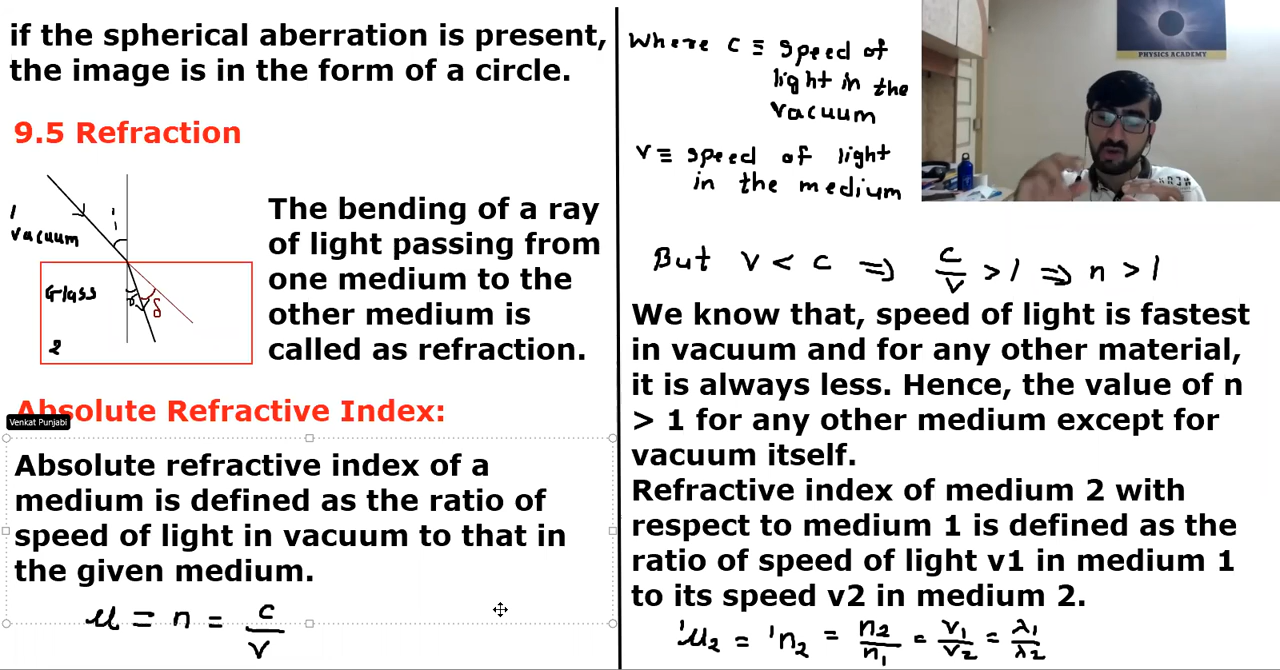 if the spherical aberration is present,
the image is in the form of a circle.
9.5 Refraction
1
vacuum
i
Glass
r
δ
2
The bending of a ray
of light passing from
one medium to the
other medium is
called as refraction.
Absolute Refractive Index:
Venkat Punjabi
Absolute refractive index of a
medium is defined as the ratio of
speed of light in vacuum to that in
the given medium.
μ = n = c/v
Where c ≡ speed of
light in the
vacuum
v ≡ speed of light
in the medium
But v < c ⇒ c/v > 1 ⇒ n > 1
We know that, speed of light is fastest
in vacuum and for any other material,
it is always less. Hence, the value of n
> 1 for any other medium except for
vacuum itself.
Refractive index of medium 2 with
respect to medium 1 is defined as the
ratio of speed of light v1 in medium 1
to its speed v2 in medium 2.
¹μ₂ = ¹n₂ = n₂/n₁ = v₁/v₂ = λ₁/λ₂
PHYSICS ACADEMY